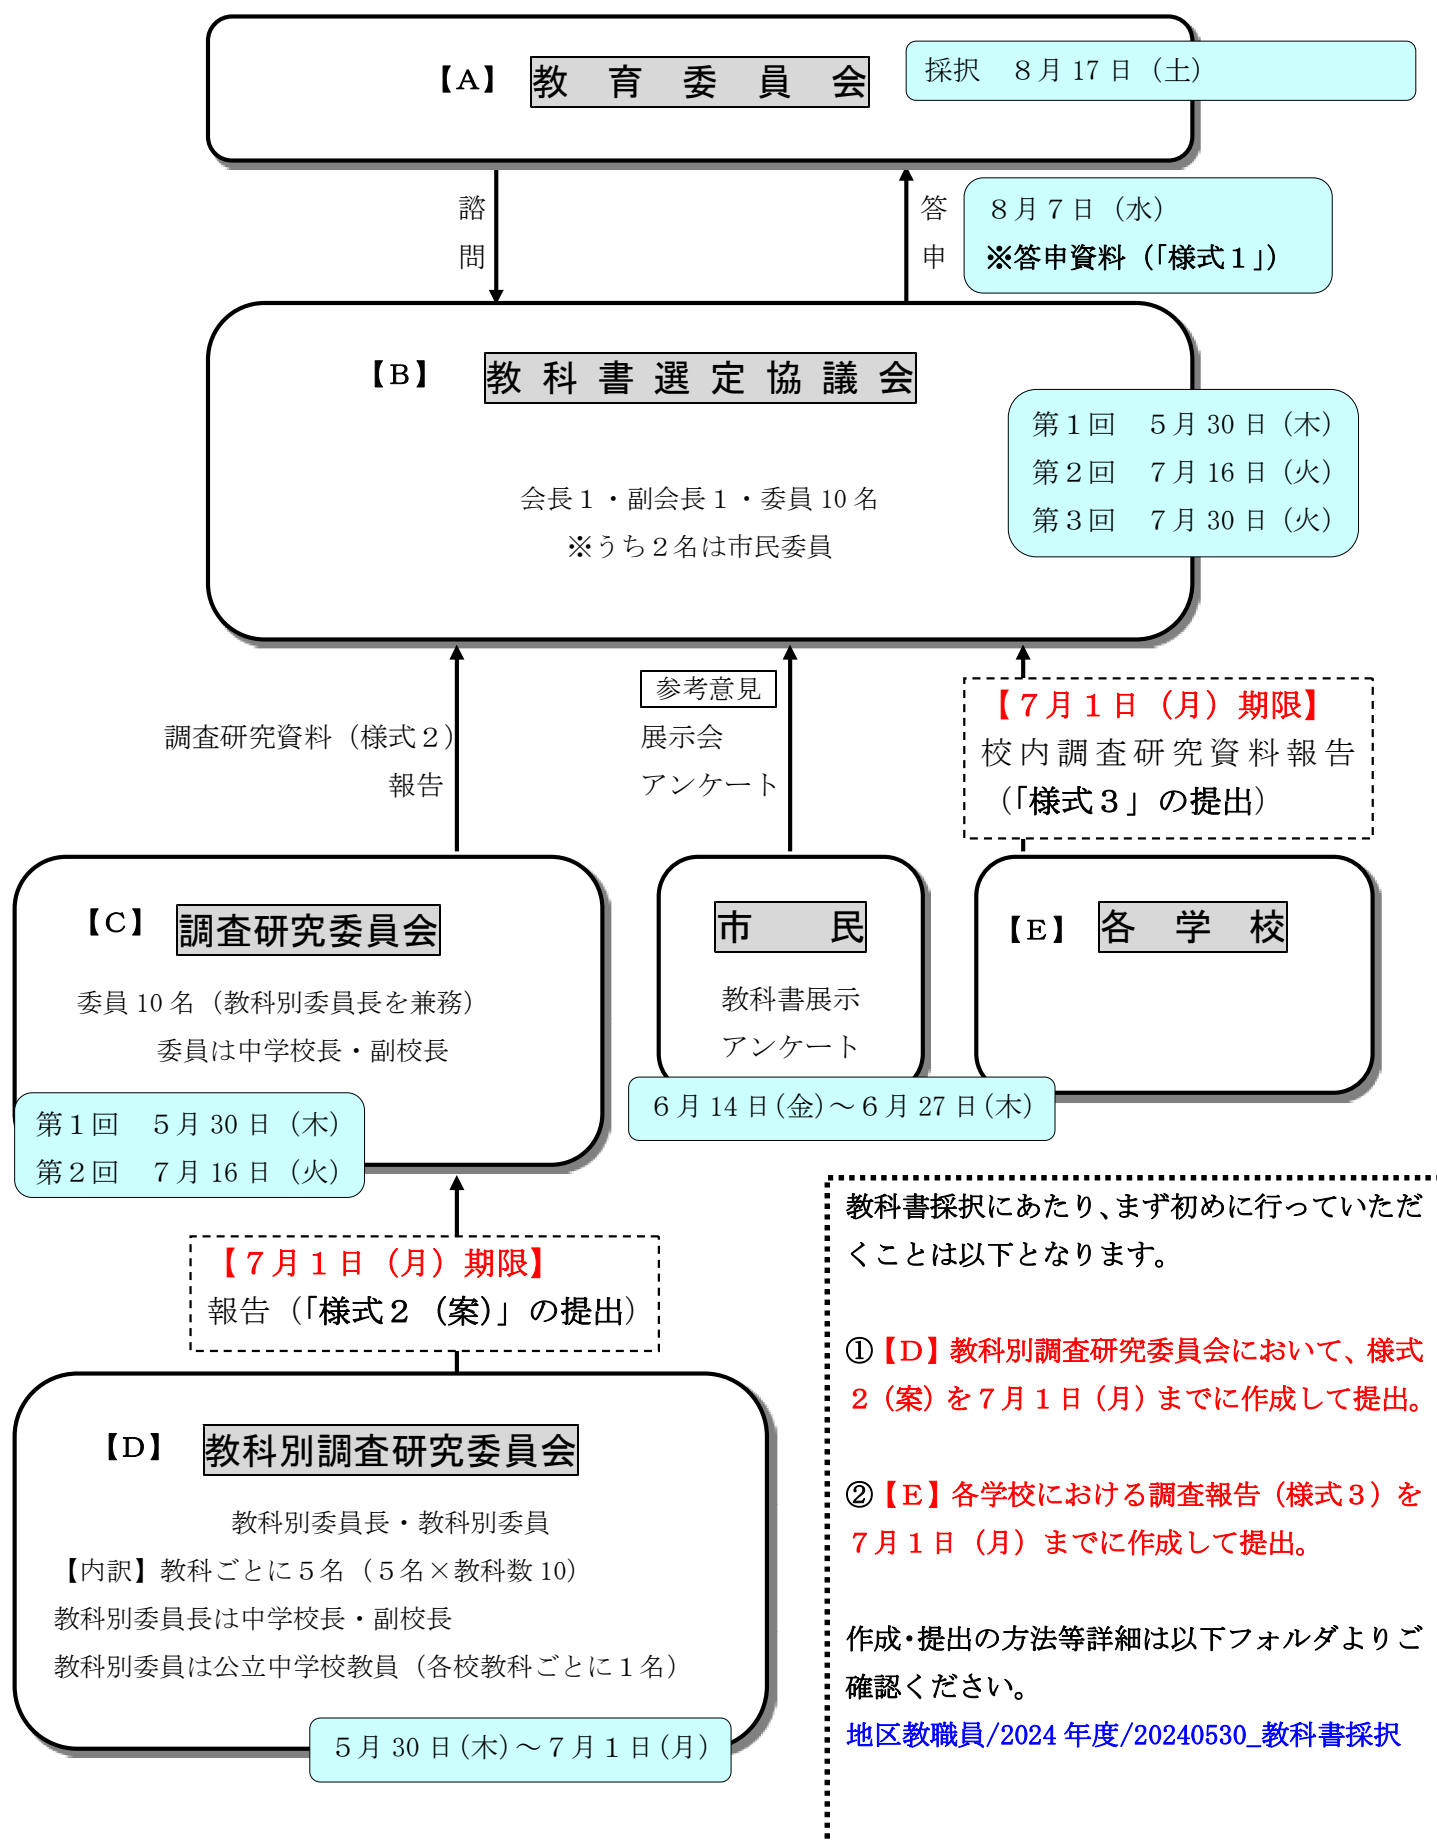 【A】 教育委員会
採択　８月17日（土）
諮問
答申
８月７日（水）
※答申資料（「様式１」）
【B】 教科書選定協議会
会長１・副会長１・委員10名
※うち２名は市民委員
第１回　５月30日（木）
第２回　７月16日（火）
第３回　７月30日（火）
調査研究資料（様式２）
報告
参考意見
展示会
アンケート
【７月１日（月）期限】
校内調査研究資料報告
（「様式３」の提出）
【C】 調査研究委員会
委員10名（教科別委員長を兼務）
委員は中学校長・副校長
第１回　５月30日（木）
第２回　７月16日（火）
市　民
教科書展示
アンケート
６月14日（金）～６月27日（木）
【E】 各学校
【７月１日（月）期限】
報告（「様式２（案）」の提出）
【D】 教科別調査研究委員会
教科別委員長・教科別委員
【内訳】教科ごとに５名（５名×教科数10）
教科別委員長は中学校長・副校長
教科別委員は公立中学校教員（各校教科ごとに１名）
５月30日（木）～７月１日（月）
教科書採択にあたり、まず初めに行っていただ
くことは以下となります。
①【D】教科別調査研究委員会において、様式
２（案）を７月１日（月）までに作成して提出。
②【E】各学校における調査報告（様式３）を
７月１日（月）までに作成して提出。
作成・提出の方法等詳細は以下フォルダよりご
確認ください。
地区教職員/2024年度/20240530_教科書採択